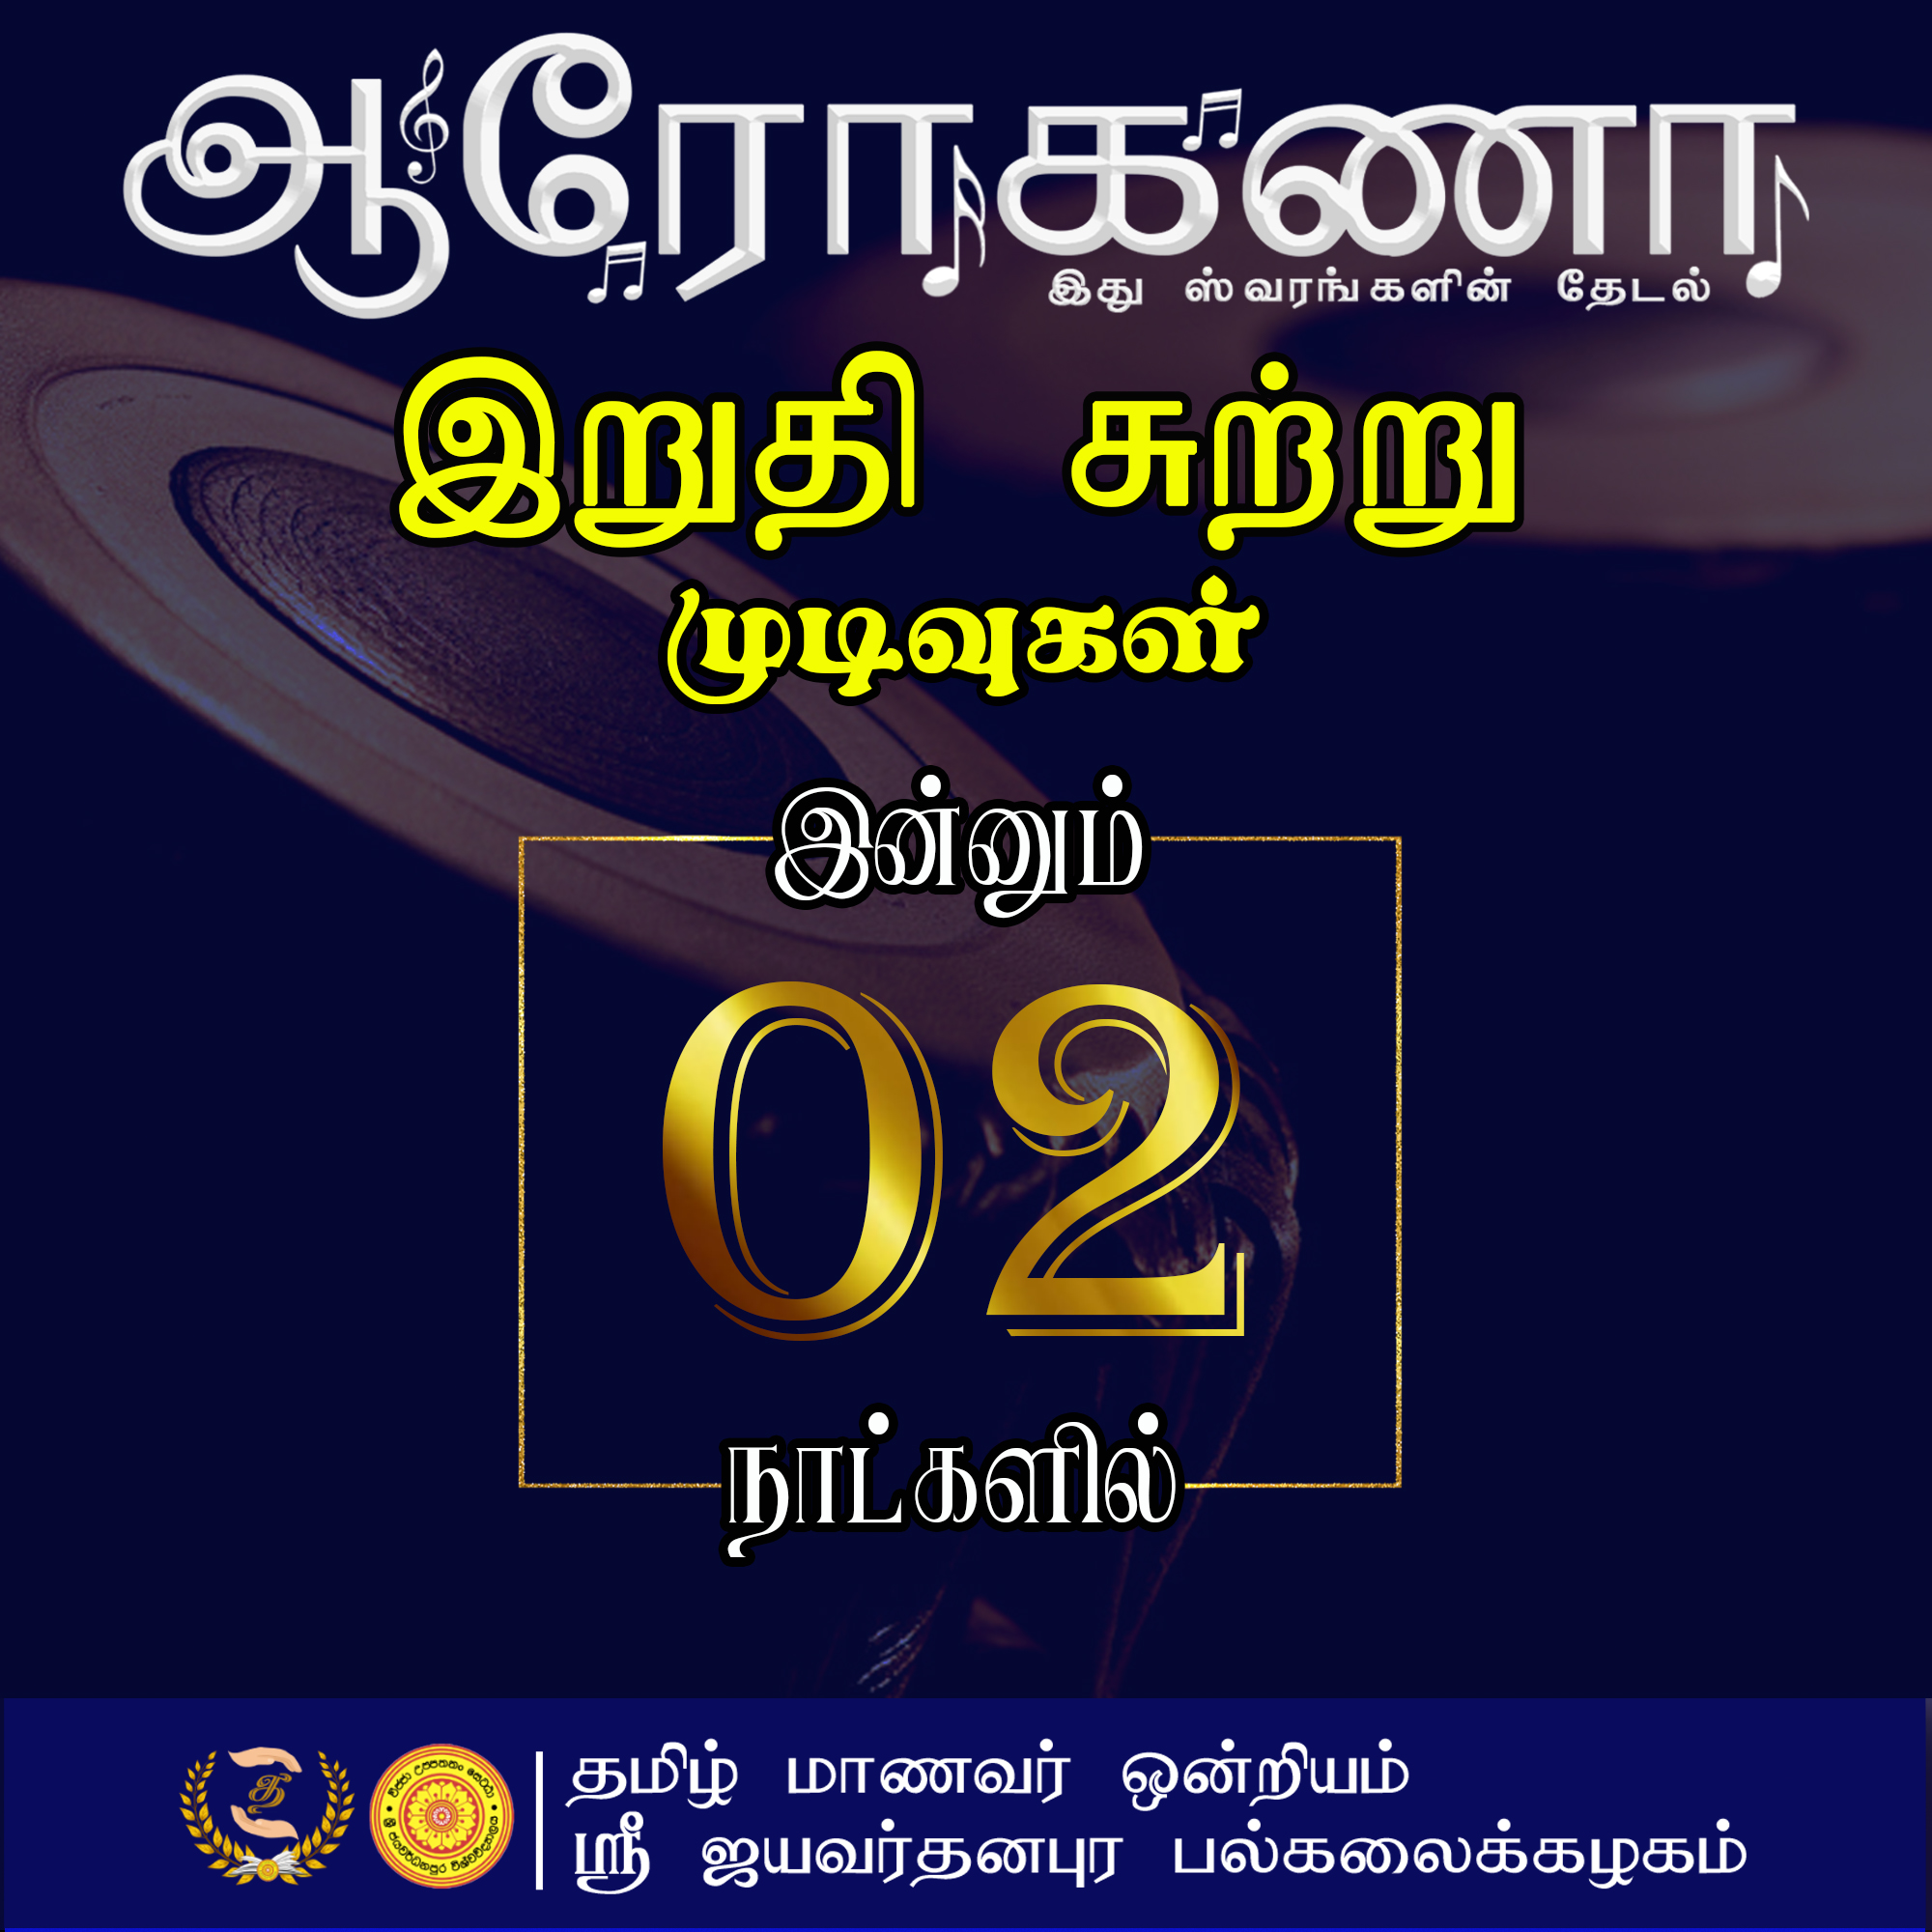 ஆரோகணா
இது ஸ்வரங்களின் தேடல்
இறுதி சுற்று
முடிவுகள்
இன்னும்
02
நாட்களில்
த
தமிழ் மாணவர் ஒன்றியம்
ஸ்ரீ ஜயவர்தனபுர பல்கலைக்கழகம்